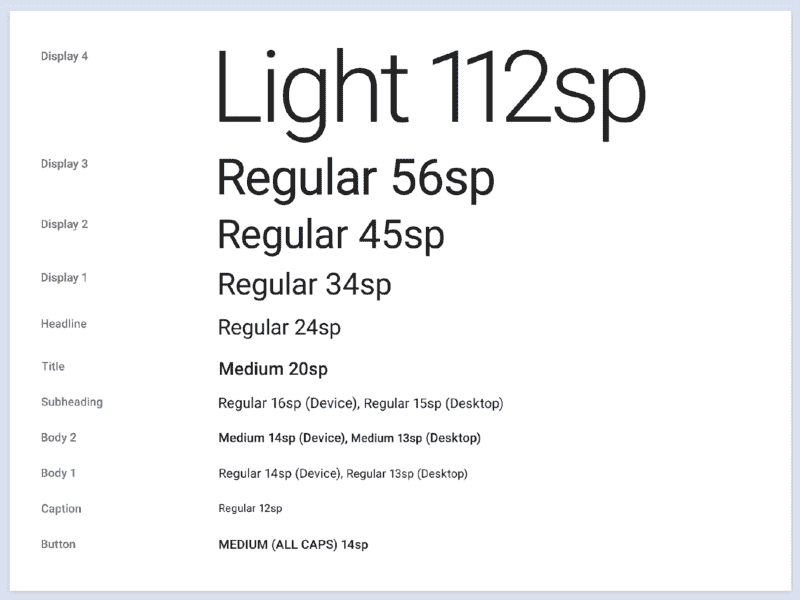 Display 4 Light 112sp
Display 3 Regular 56sp
Display 2 Regular 45sp
Display 1 Regular 34sp
Headline Regular 24sp
Title Medium 20sp
Subheading Regular 16sp (Device), Regular 15sp (Desktop)
Body 2 Medium 14sp (Device), Medium 13sp (Desktop)
Body 1 Regular 14sp (Device), Regular 13sp (Desktop)
Caption Regular 12sp
Button MEDIUM (ALL CAPS) 14sp